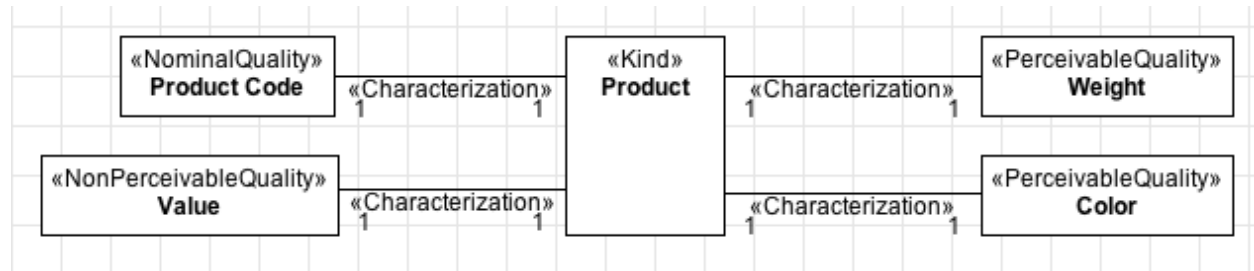 «NominalQuality»
Product Code
«Characterization»
1
1
«Kind»
Product
«Characterization»
1
1
«PerceivableQuality»
Weight
«NonPerceivableQuality»
Value
«Characterization»
1
1
«Characterization»
1
1
«PerceivableQuality»
Color